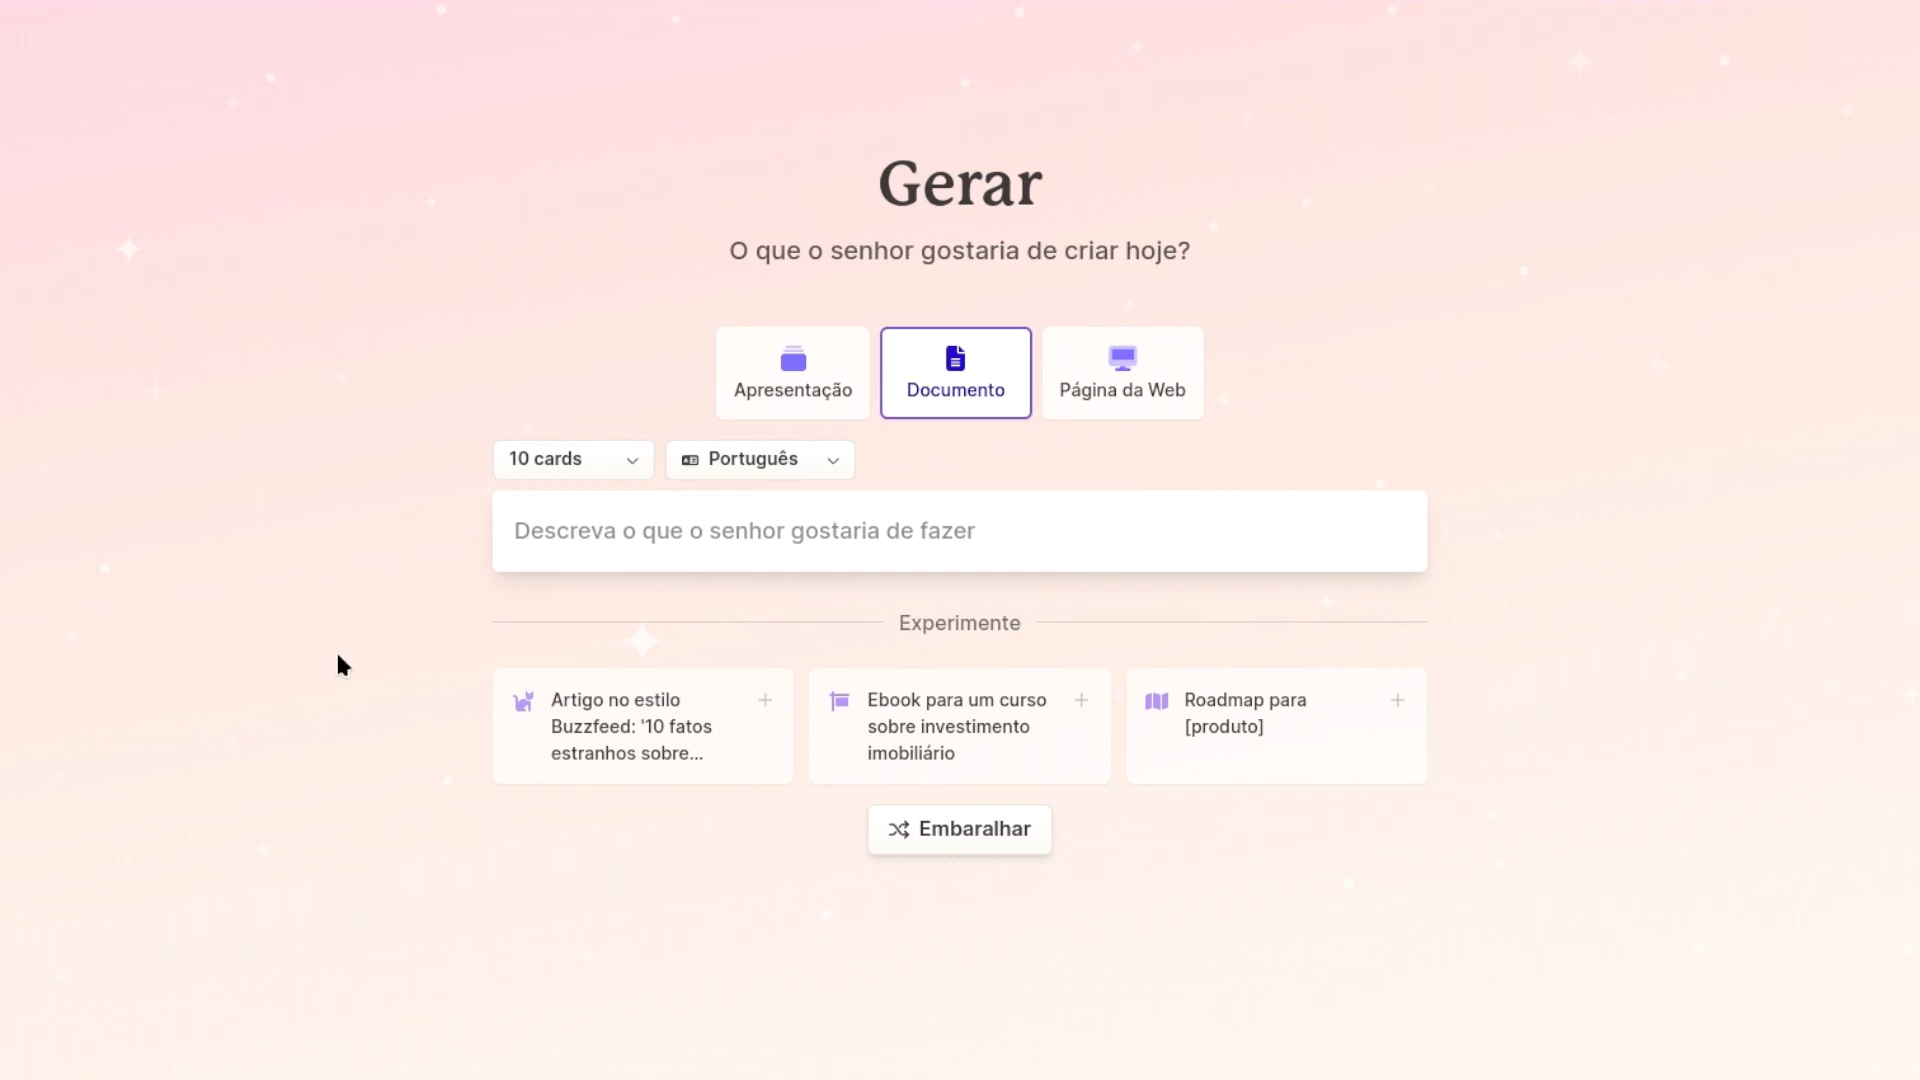 Gerar
O que o senhor gostaria de criar hoje?
Apresentação
Documento
Página da Web
10 cards
Português
Descreva o que o senhor gostaria de fazer
Experimente
Artigo no estilo
Buzzfeed: '10 fatos
estranhos sobre...
Ebook para um curso
sobre investimento
imobiliário
Roadmap para
[produto]
Embaralhar